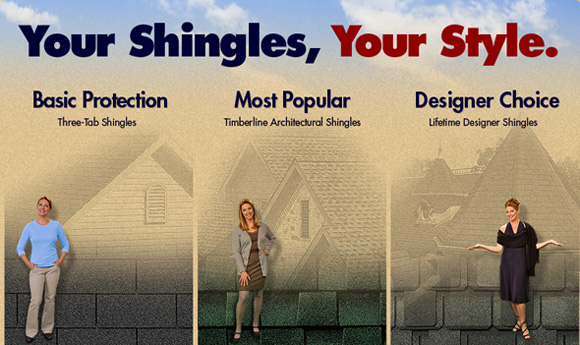 Your Shingles, Your Style.
Basic Protection
Three-Tab Shingles
Most Popular
Timberline Architectural Shingles
Designer Choice
Lifetime Designer Shingles